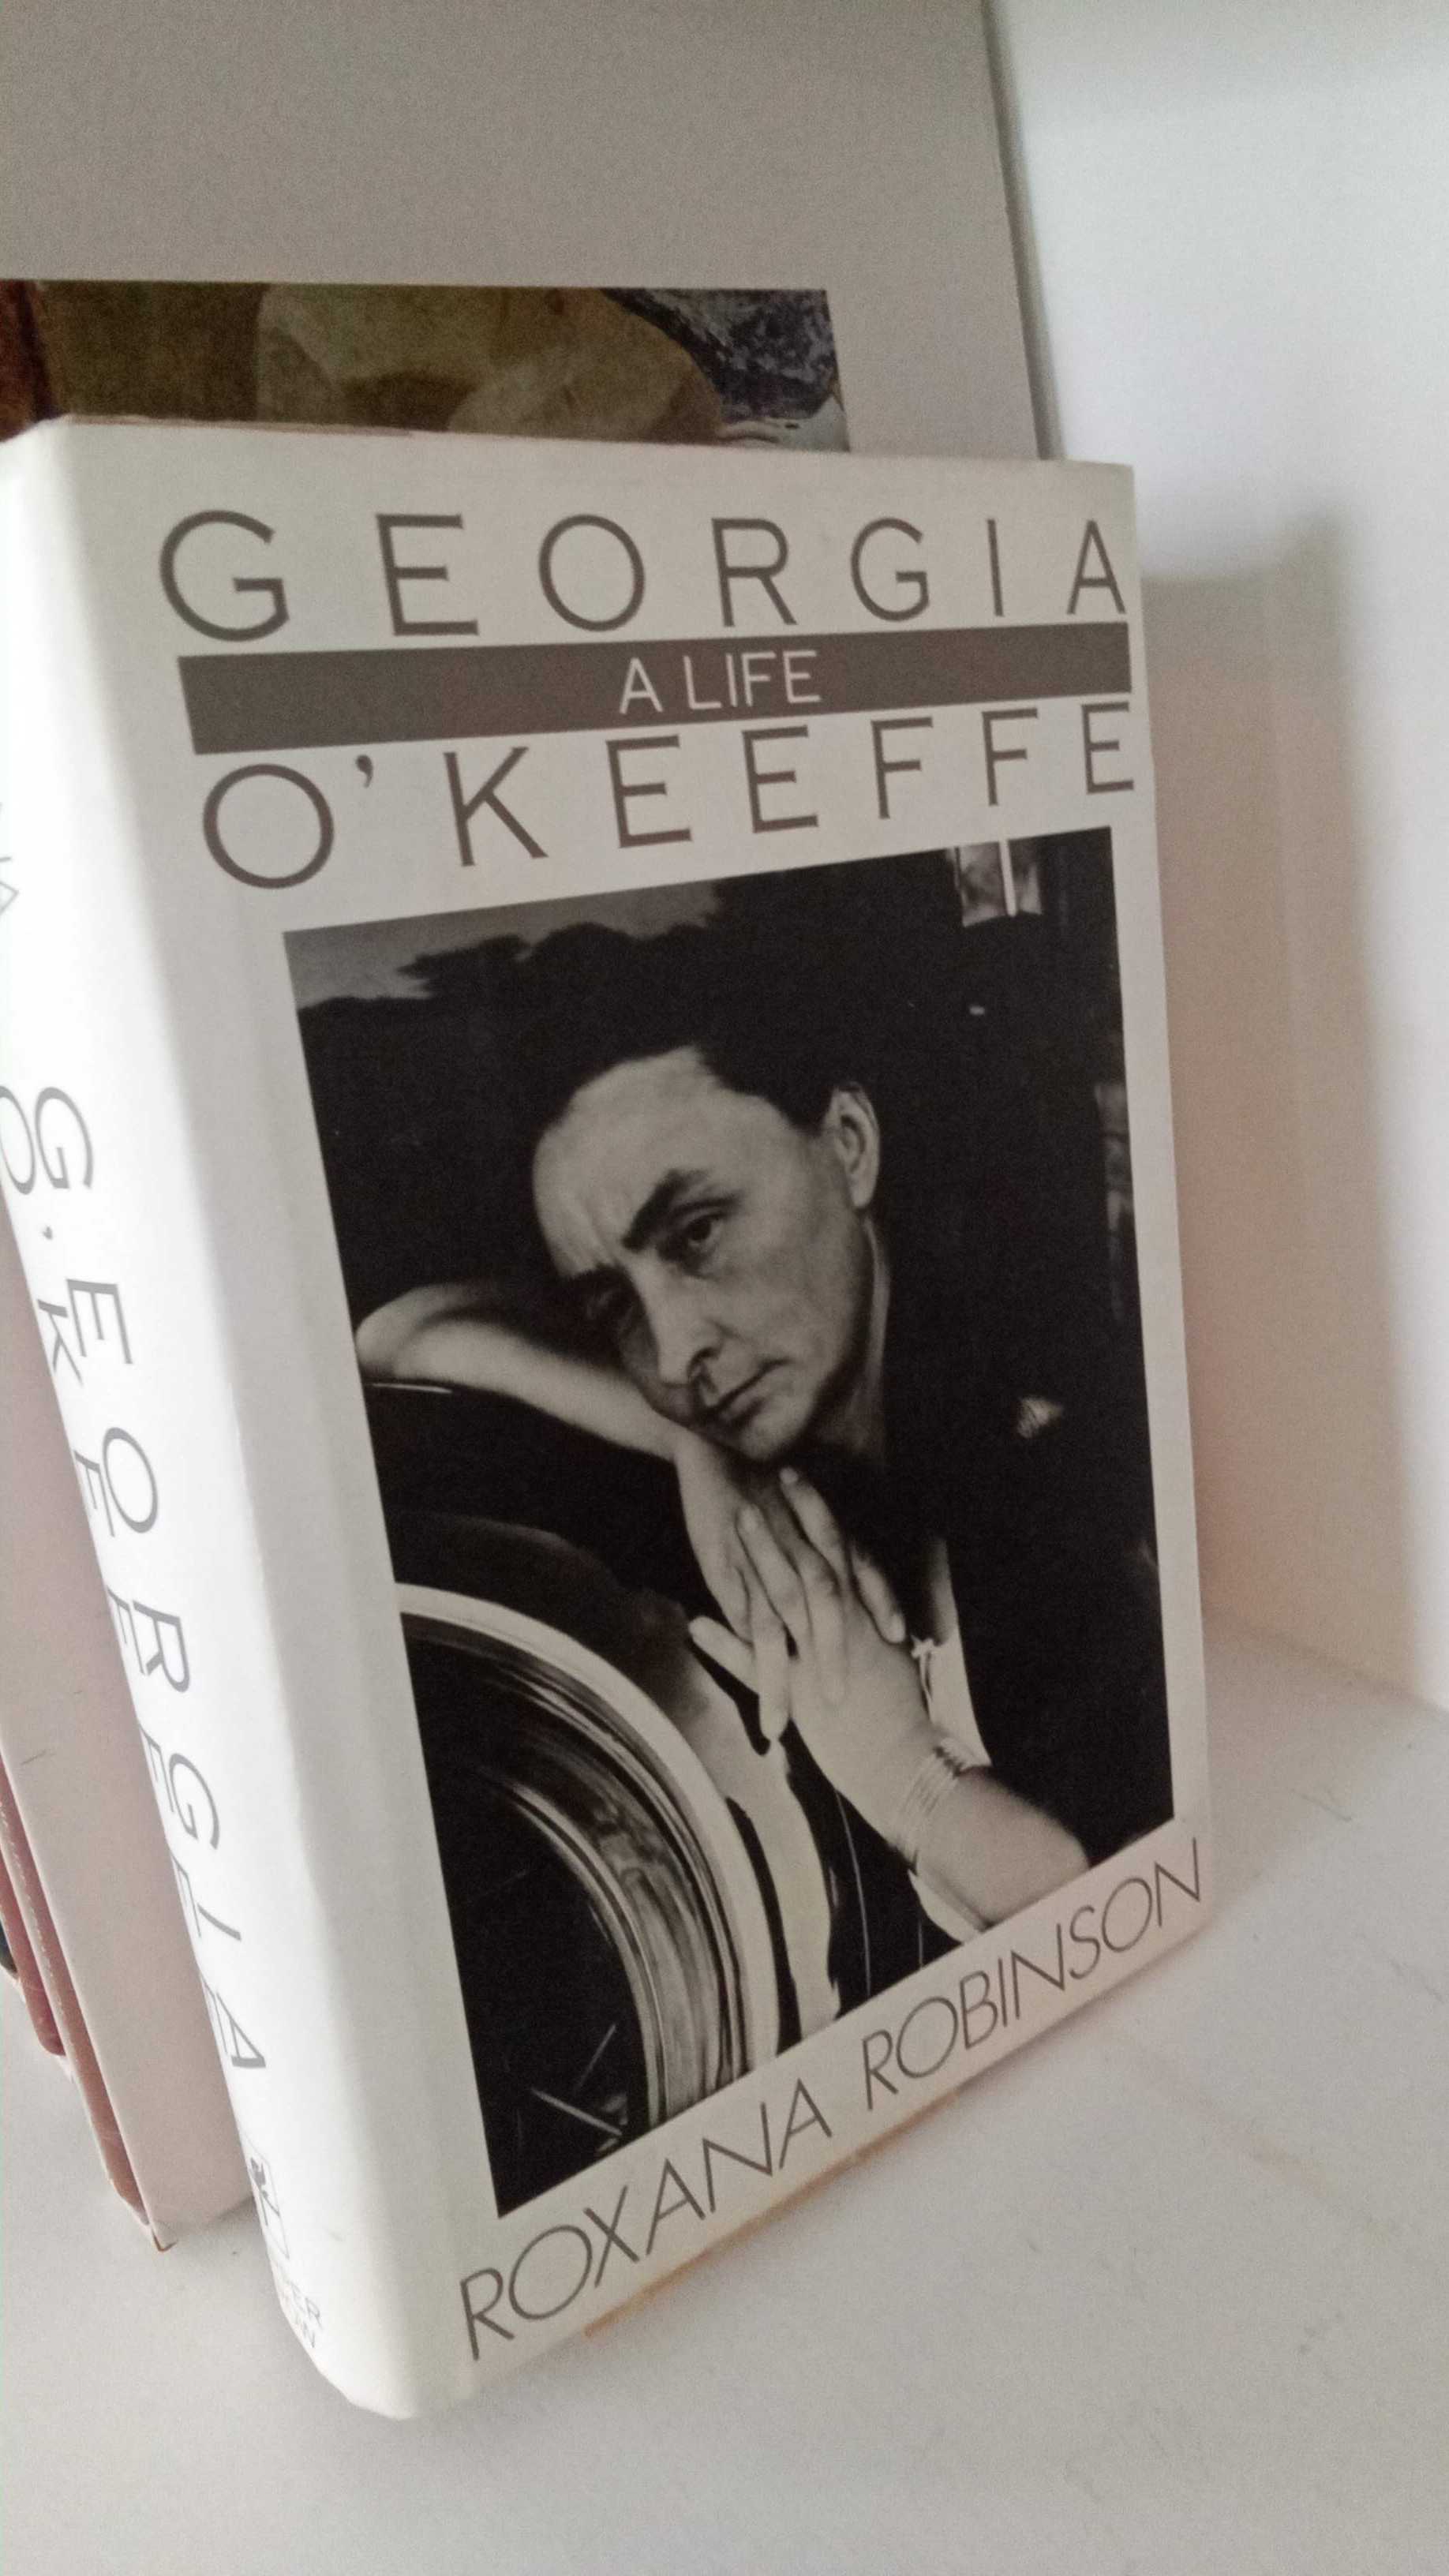 GEORGIA
A LIFE
O'KEEFFE
ROXANA ROBINSON
GEORGIA
O'KEEFFE